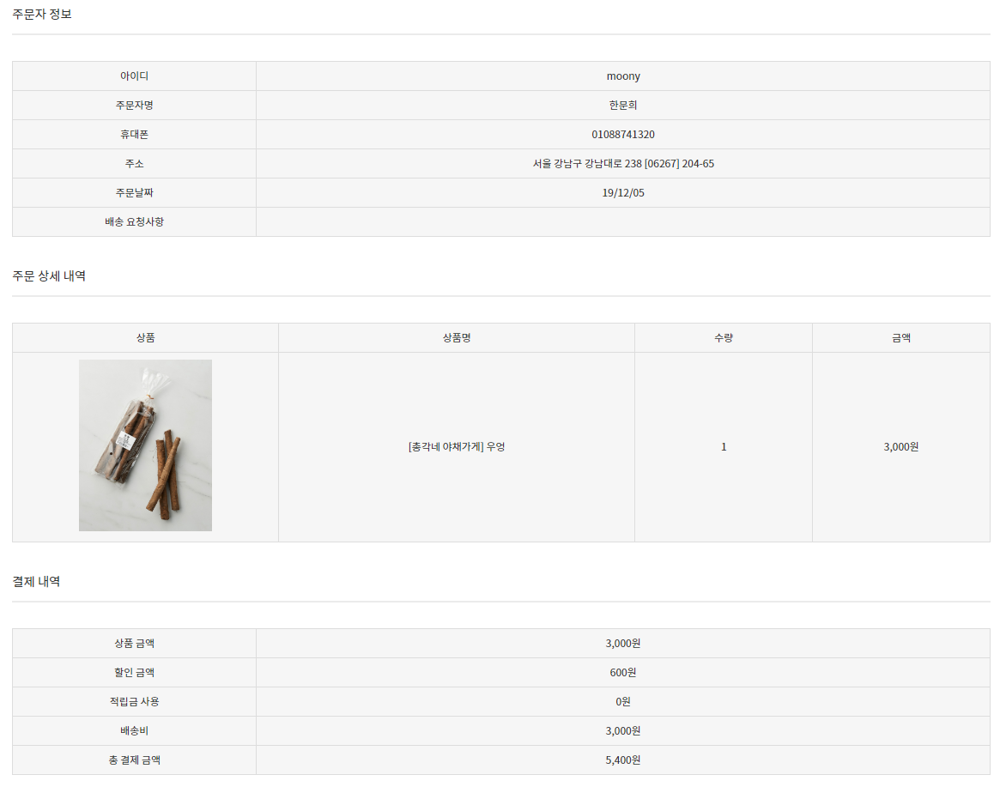 주문자 정보
아이디 moony
주문자명 한문희
휴대폰 01088741320
주소 서울 강남구 강남대로 238 [06267] 204-65
주문날짜 19/12/05
배송 요청사항
주문 상세 내역
상품 상품명 수량 금액
[총각네 야채가게] 우엉 1 3,000원
결제 내역
상품 금액 3,000원
할인 금액 600원
적립금 사용 0원
배송비 3,000원
총 결제 금액 5,400원